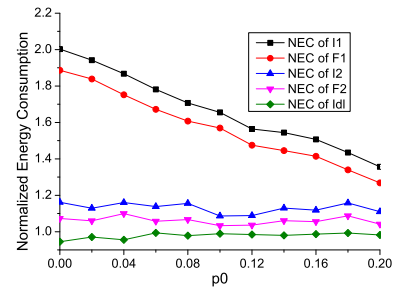 2.2
2.0
1.8
1.6
1.4
1.2
1.0
Normalized Energy Consumption
NEC of I1
NEC of F1
NEC of I2
NEC of F2
NEC of Idl
0.00 0.04 0.08 0.12 0.16 0.20
p0